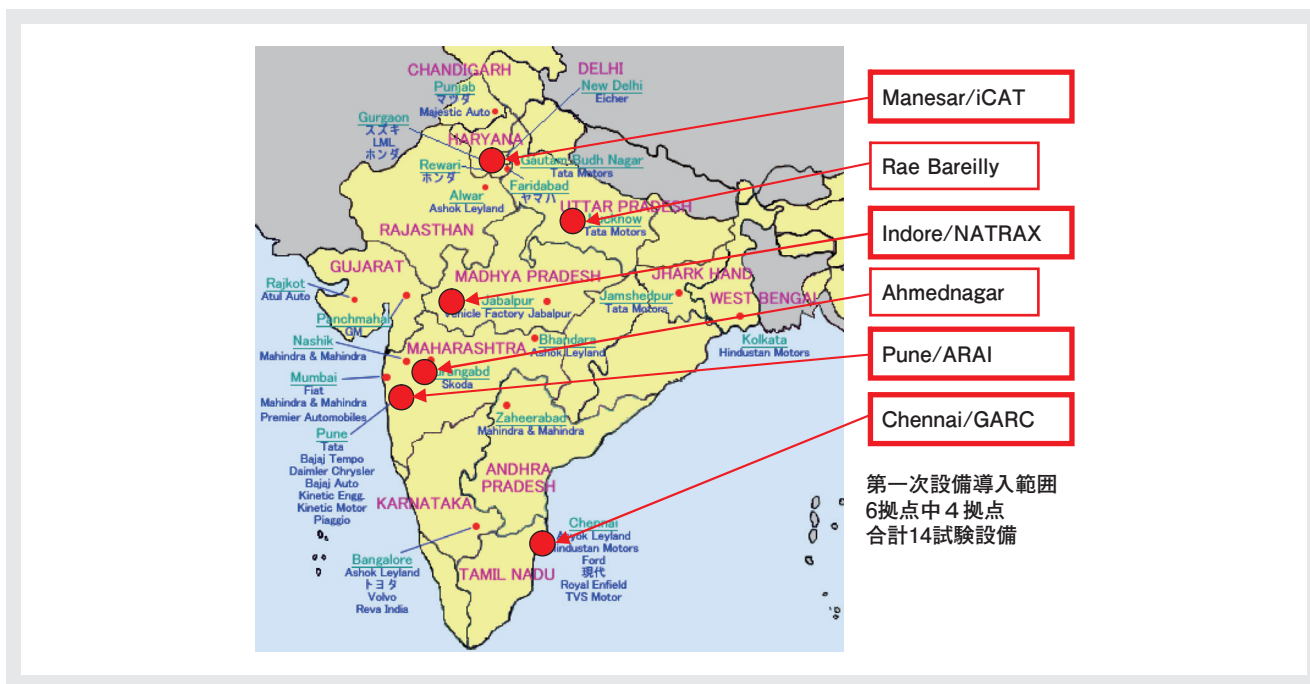 CHANDIGARH
DELHI
Punjab
マツダ
Majestic Auto
New Delhi
Eicher
Gurgaon
スズキ
LML
ホンダ
HARYANA
Rewari
ホンダ
Gautam Budh Nagar
Tata Motors
Faridabad
ヤマハ
Alwar
Ashok Leyland
UTTAR PRADESH
Tata Motors
RAJASTHAN
GUJARAT
Rajkot
Atul Auto
Panchmahal
GM
MADHYA PRADESH
Jabalpur
Vehicle Factory Jabalpur
JHARK HAND
Jamshedpur
Tata Motors
WEST BENGAL
Kolkata
Hindustan Motors
Nashik
Mahindra & Mahindra
MAHARASHTRA
Bhandara
Ashok Leyland
Skoda
Mumbai
Fiat
Mahindra & Mahindra
Premier Automobiles
Pune
Tata
Bajaj Tempo
Daimler Chrysler
Bajaj Auto
Kinetic Engg.
Kinetic Motor
Piaggio
Zaheerabad
Mahindra & Mahindra
ANDHRA
PRADESH
KARNATAKA
Bangalore
Ashok Leyland
トヨタ
Volvo
Reva India
TAMIL NADU
Chennai
Leyland
Hindustan Motors
Ford
現代
Royal Enfield
TVS Motor
Manesar/iCAT
Rae Bareilly
Indore/NATRAX
Ahmednagar
Pune/ARAI
Chennai/GARC
第一次設備導入範囲
6拠点中４拠点
合計14試験設備